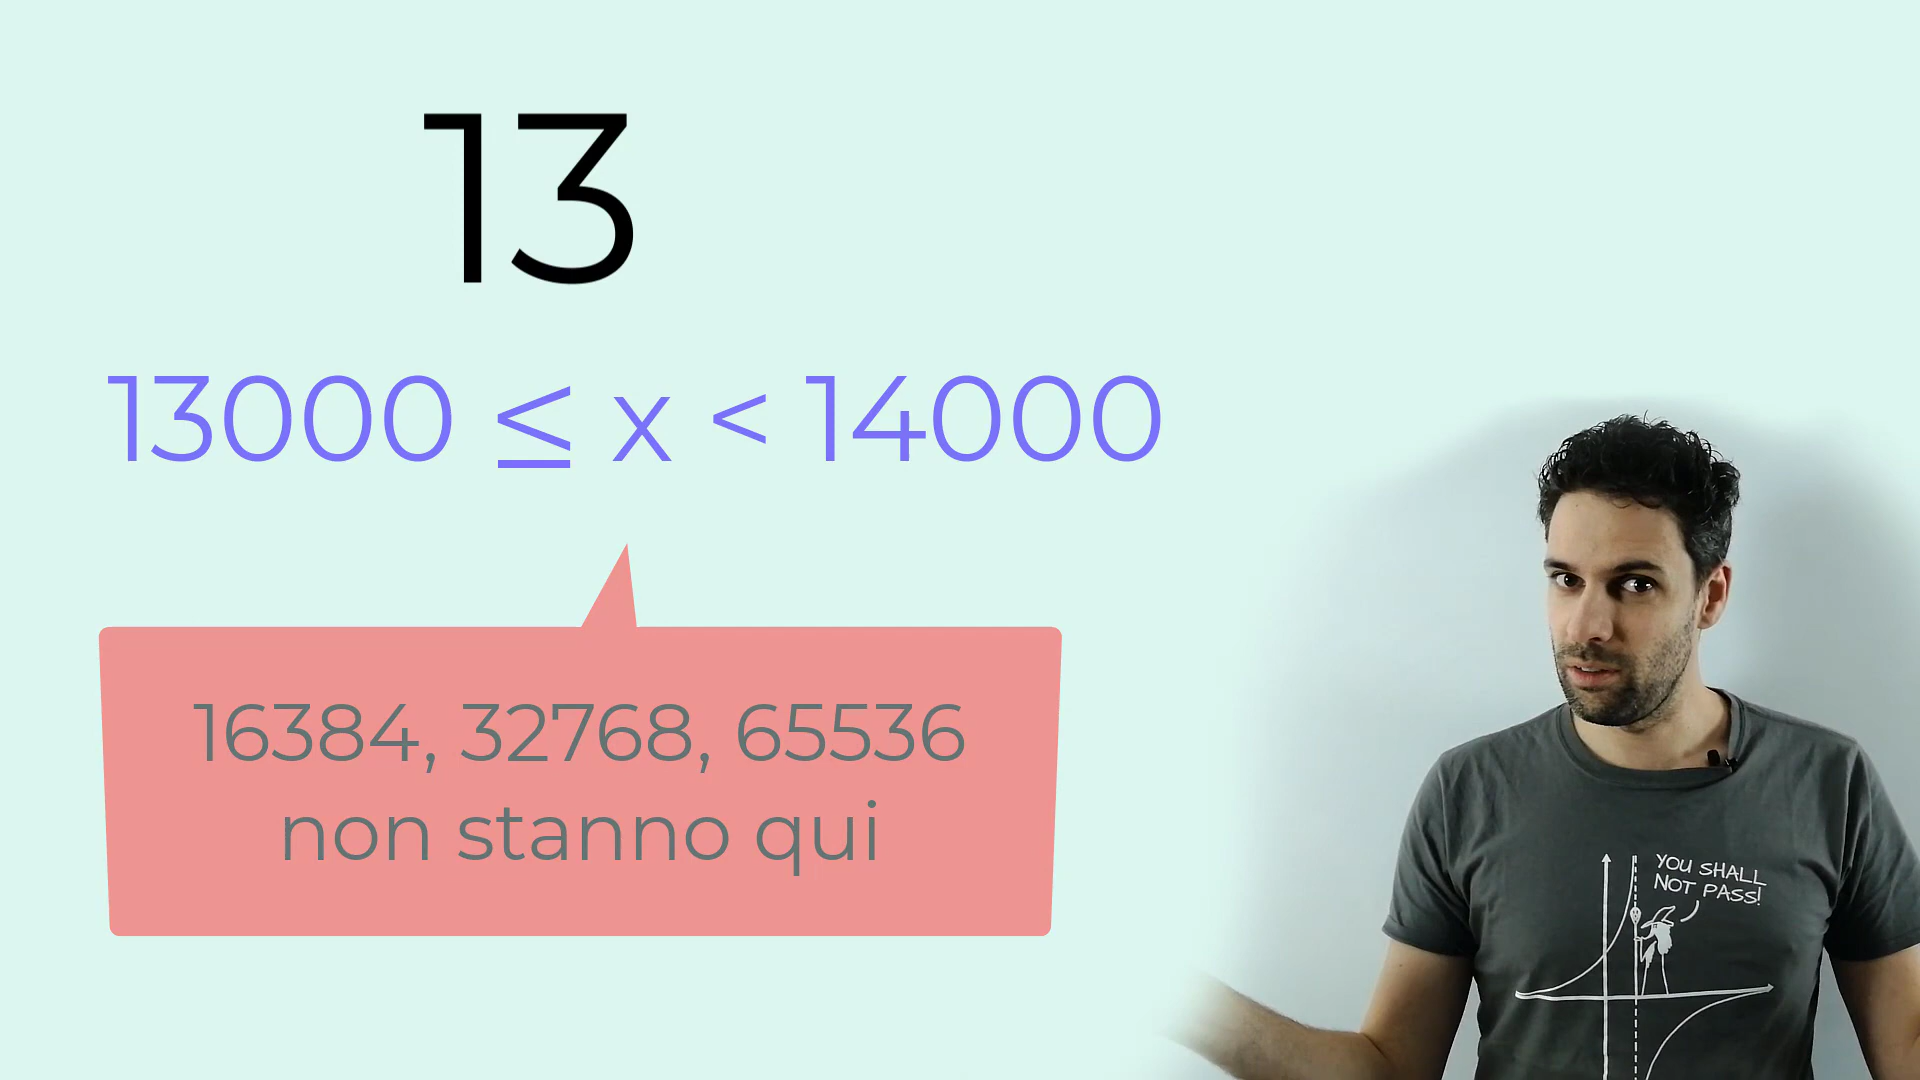 13
13000 ≤ x < 14000
16384, 32768, 65536
non stanno qui
YOU SHALL
NOT PASS!